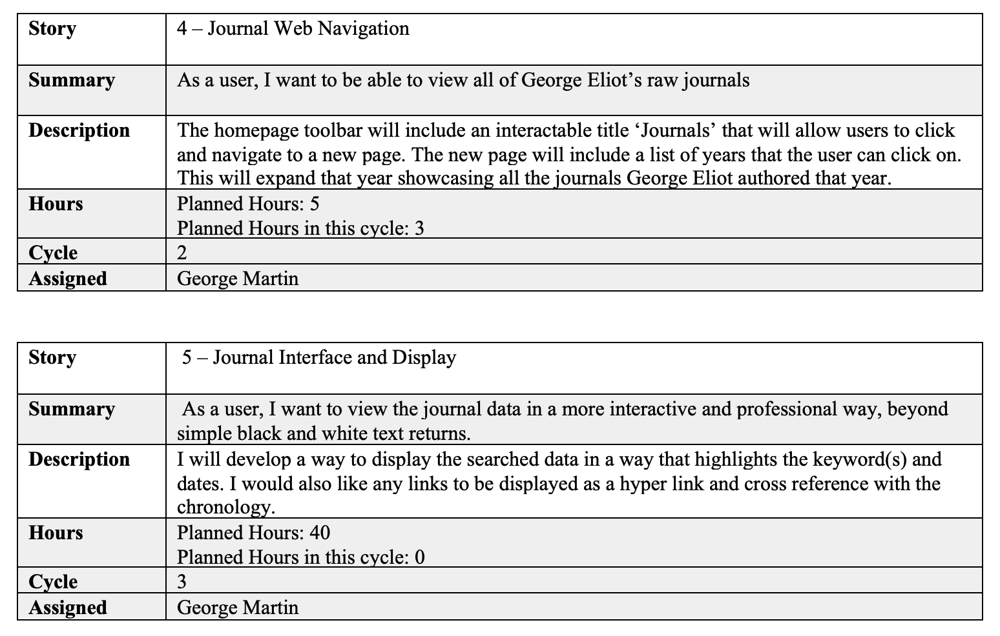 Story
4 – Journal Web Navigation
Summary
As a user, I want to be able to view all of George Eliot’s raw journals
Description
The homepage toolbar will include an interactable title ‘Journals’ that will allow users to click
and navigate to a new page. The new page will include a list of years that the user can click on.
This will expand that year showcasing all the journals George Eliot authored that year.
Hours
Planned Hours: 5
Planned Hours in this cycle: 3
Cycle
2
Assigned
George Martin
Story
5 – Journal Interface and Display
Summary
As a user, I want to view the journal data in a more interactive and professional way, beyond
simple black and white text returns.
Description
I will develop a way to display the searched data in a way that highlights the keyword(s) and
dates. I would also like any links to be displayed as a hyper link and cross reference with the
chronology.
Hours
Planned Hours: 40
Planned Hours in this cycle: 0
Cycle
3
Assigned
George Martin